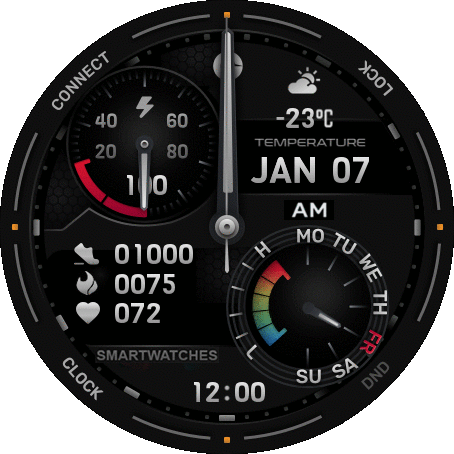 CONNECT
LOCK
40 60
20 80
100
-23ºC
TEMPERATURE
JAN 07
AM
01000
0075
072
H
L
MO TU WE TH FR SA SU
SMARTWATCHES
CLOCK
DND
12:00